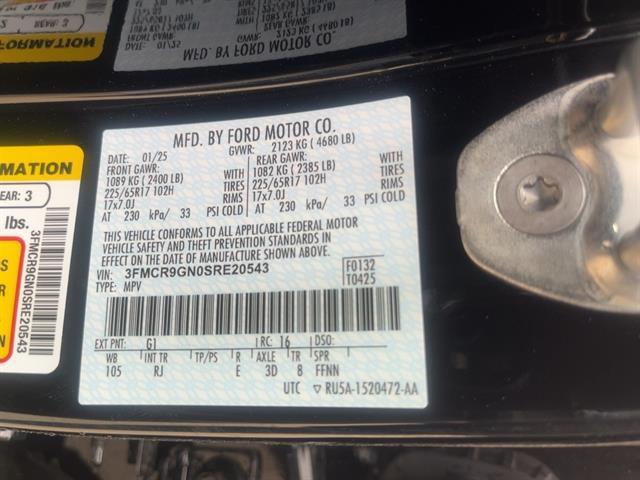 MFD. BY FORD MOTOR CO.
DATE: 01/25 GVWR: 2123 KG ( 4680 LB)
FRONT GAWR: REAR GAWR:
1089 KG ( 2400 LB) WITH 1082 KG ( 2385 LB) WITH
225/65R17 102H TIRES 225/65R17 102H TIRES
17x7.0J RIMS 17x7.0J RIMS
AT 230 kPa/ 33 PSI COLD AT 230 kPa/ 33 PSI COLD
THIS VEHICLE CONFORMS TO ALL APPLICABLE FEDERAL MOTOR
VEHICLE SAFETY AND THEFT PREVENTION STANDARDS IN
EFFECT ON THE DATE OF MANUFACTURE SHOWN ABOVE.
VIN: 3FMCR9GN0SRE20543 F0132
TYPE: MPV T0425
EXT PNT: G1 RC: 16 DSO:
WB INT TR TP/PS R AXLE TR SPR
105 RJ E 3D 8 FFNN
UTC ▽ RU5A-1520472-AA
REAR: 3
lbs.
3FMCR9GN0SRE20543
MFD. BY FORD MOTOR CO.